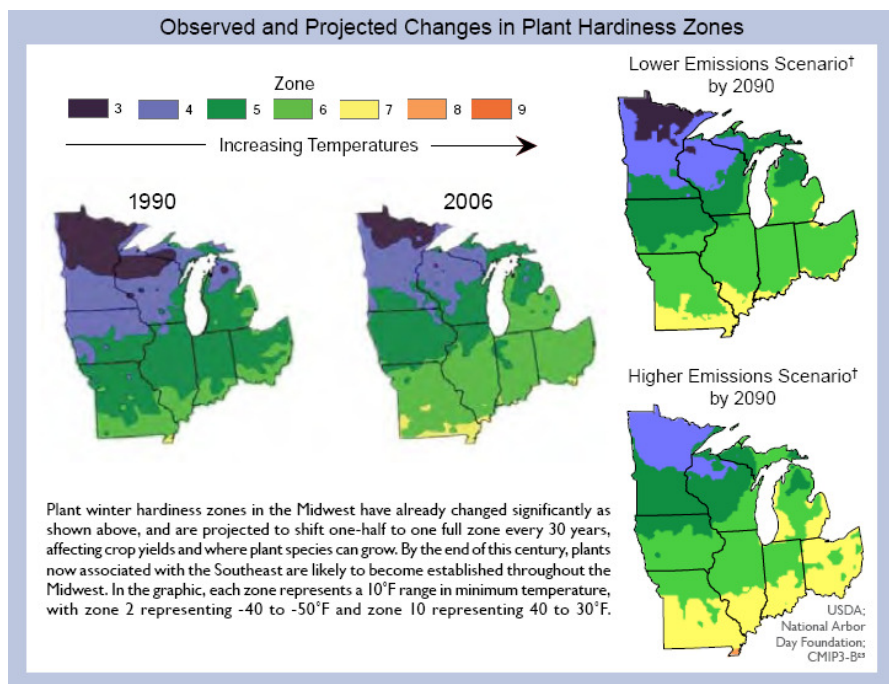 Observed and Projected Changes in Plant Hardiness Zones
Zone
3 4 5 6 7 8 9
Increasing Temperatures
1990
2006
Lower Emissions Scenario†
by 2090
Higher Emissions Scenario†
by 2090
Plant winter hardiness zones in the Midwest have already changed significantly as
shown above, and are projected to shift one-half to one full zone every 30 years,
affecting crop yields and where plant species can grow. By the end of this century, plants
now associated with the Southeast are likely to become established throughout the
Midwest. In the graphic, each zone represents a 10°F range in minimum temperature,
with zone 2 representing -40 to -50°F and zone 10 representing 40 to 30°F.
USDA;
National Arbor
Day Foundation;
CMIP3-B